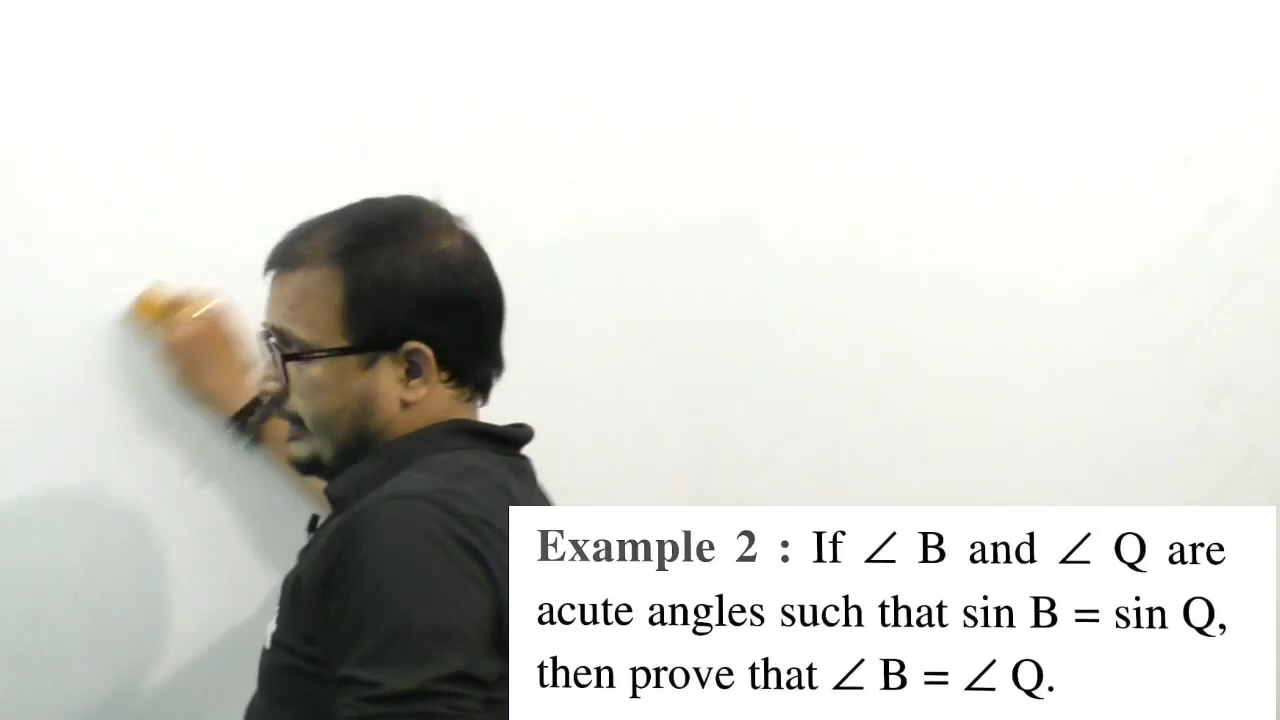 Example 2 : If ∠ B and ∠ Q are
acute angles such that sin B = sin Q,
then prove that ∠ B = ∠ Q.